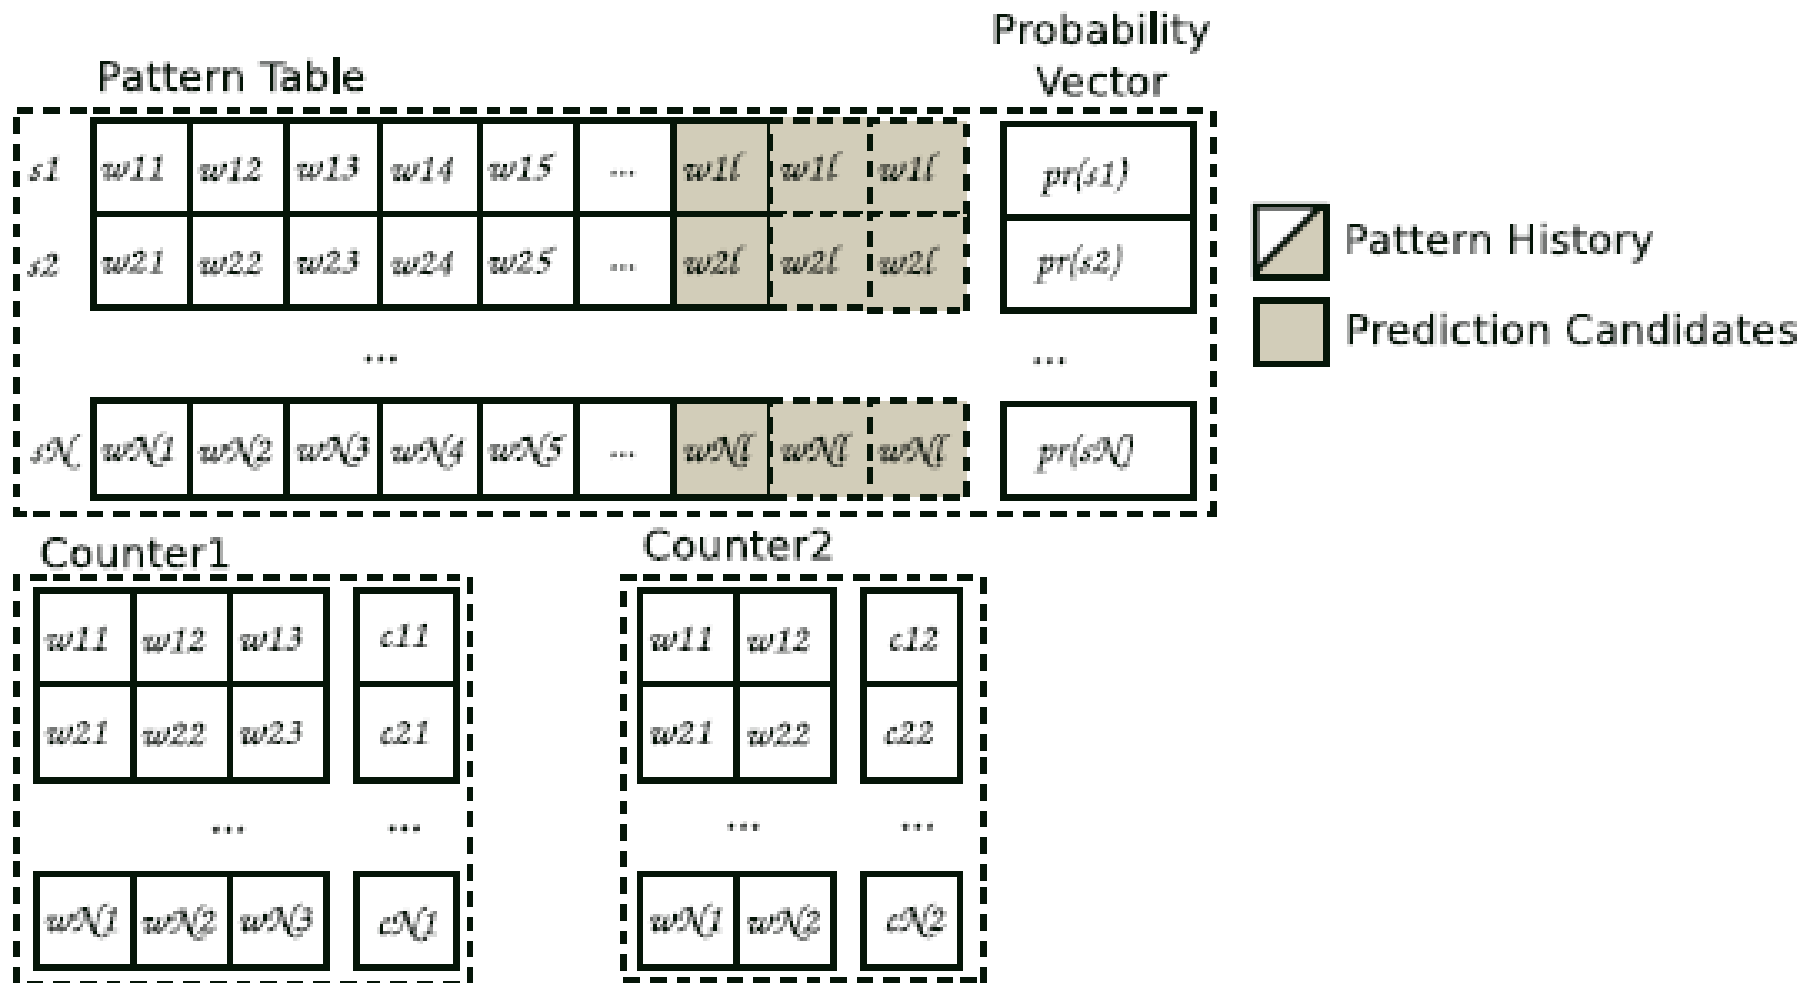 Probability
Vector
Pattern Table
s1 w11 w12 w13 w14 w15 ... w1l w1l w1l pr(s1)
s2 w21 w22 w23 w24 w25 ... w2l w2l w2l pr(s2)
... ...
sN wN1 wN2 wN3 wN4 wN5 ... wNl wNl wNl pr(sN)
Pattern History
Prediction Candidates
Counter1
w11 w12 w13 c11
w21 w22 w23 c21
... ...
wN1 wN2 wN3 cN1
Counter2
w11 w12 c12
w21 w22 c22
... ...
wN1 wN2 cN2